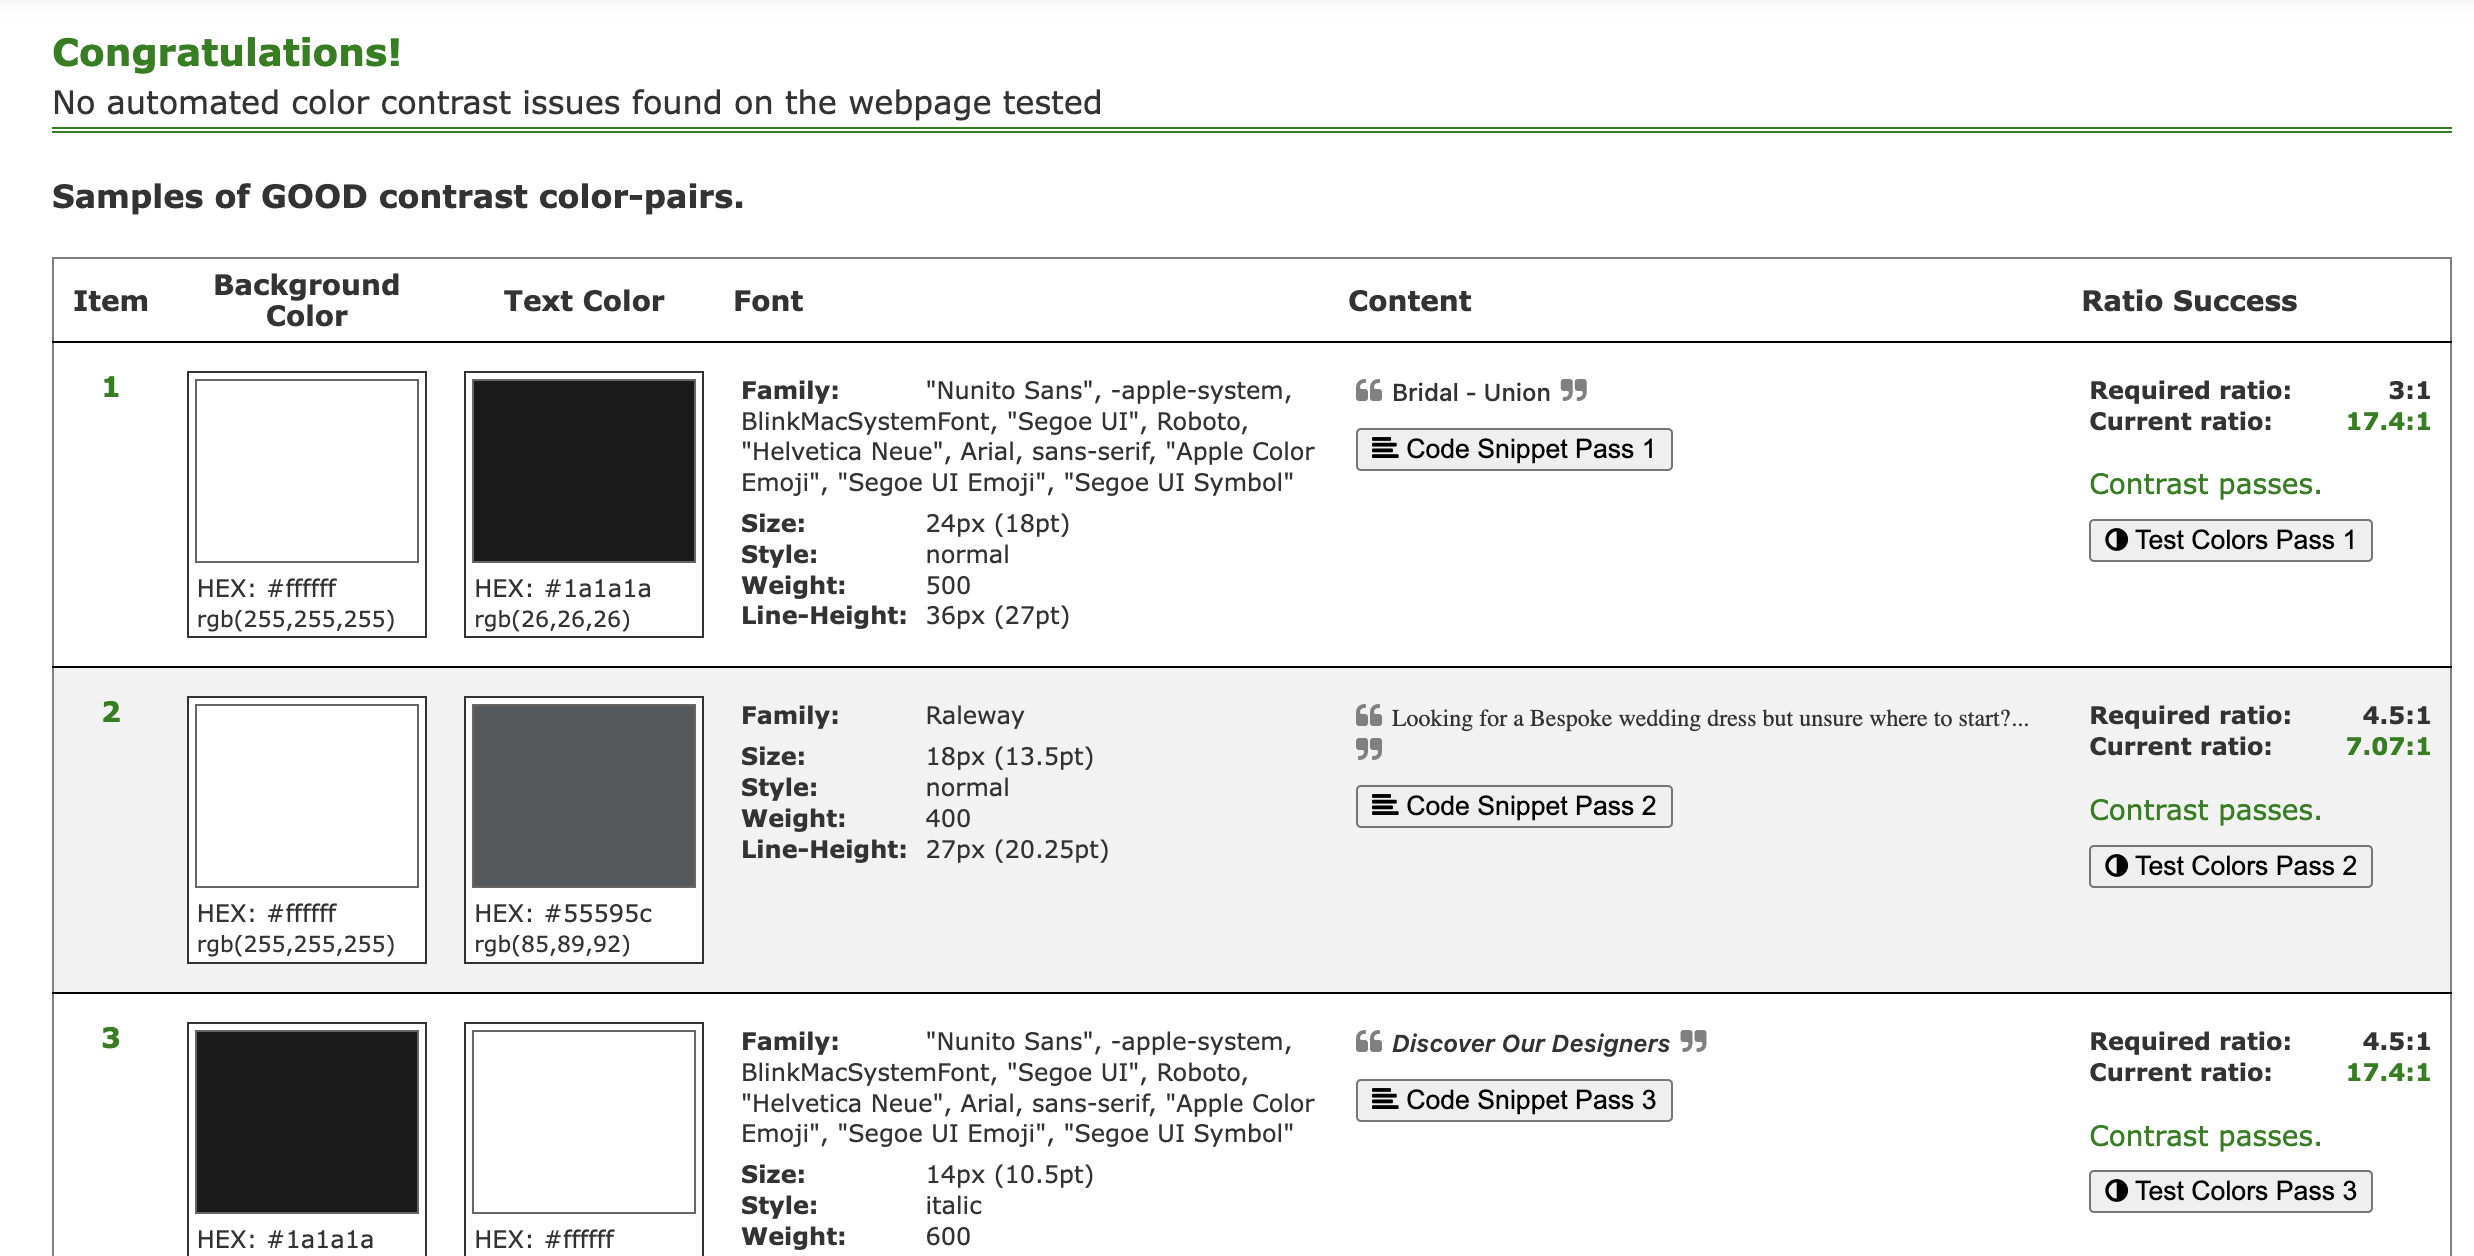 Congratulations!
No automated color contrast issues found on the webpage tested
Samples of GOOD contrast color-pairs.
Item
Background
Color
Text Color
Font
Content
Ratio Success
1
HEX: #ffffff
rgb(255,255,255)
HEX: #1a1a1a
rgb(26,26,26)
Family: "Nunito Sans", -apple-system,
BlinkMacSystemFont, "Segoe UI", Roboto,
"Helvetica Neue", Arial, sans-serif, "Apple Color
Emoji", "Segoe UI Emoji", "Segoe UI Symbol"
Size: 24px (18pt)
Style: normal
Weight: 500
Line-Height: 36px (27pt)
❝ Bridal - Union ❞
Code Snippet Pass 1
Required ratio: 3:1
Current ratio: 17.4:1
Contrast passes.
Test Colors Pass 1
2
HEX: #ffffff
rgb(255,255,255)
HEX: #55595c
rgb(85,89,92)
Family: Raleway
Size: 18px (13.5pt)
Style: normal
Weight: 400
Line-Height: 27px (20.25pt)
❝ Looking for a Bespoke wedding dress but unsure where to start?...
❞
Code Snippet Pass 2
Required ratio: 4.5:1
Current ratio: 7.07:1
Contrast passes.
Test Colors Pass 2
3
HEX: #1a1a1a
HEX: #ffffff
Family: "Nunito Sans", -apple-system,
BlinkMacSystemFont, "Segoe UI", Roboto,
"Helvetica Neue", Arial, sans-serif, "Apple Color
Emoji", "Segoe UI Emoji", "Segoe UI Symbol"
Size: 14px (10.5pt)
Style: italic
Weight: 600
❝ Discover Our Designers ❞
Code Snippet Pass 3
Required ratio: 4.5:1
Current ratio: 17.4:1
Contrast passes.
Test Colors Pass 3